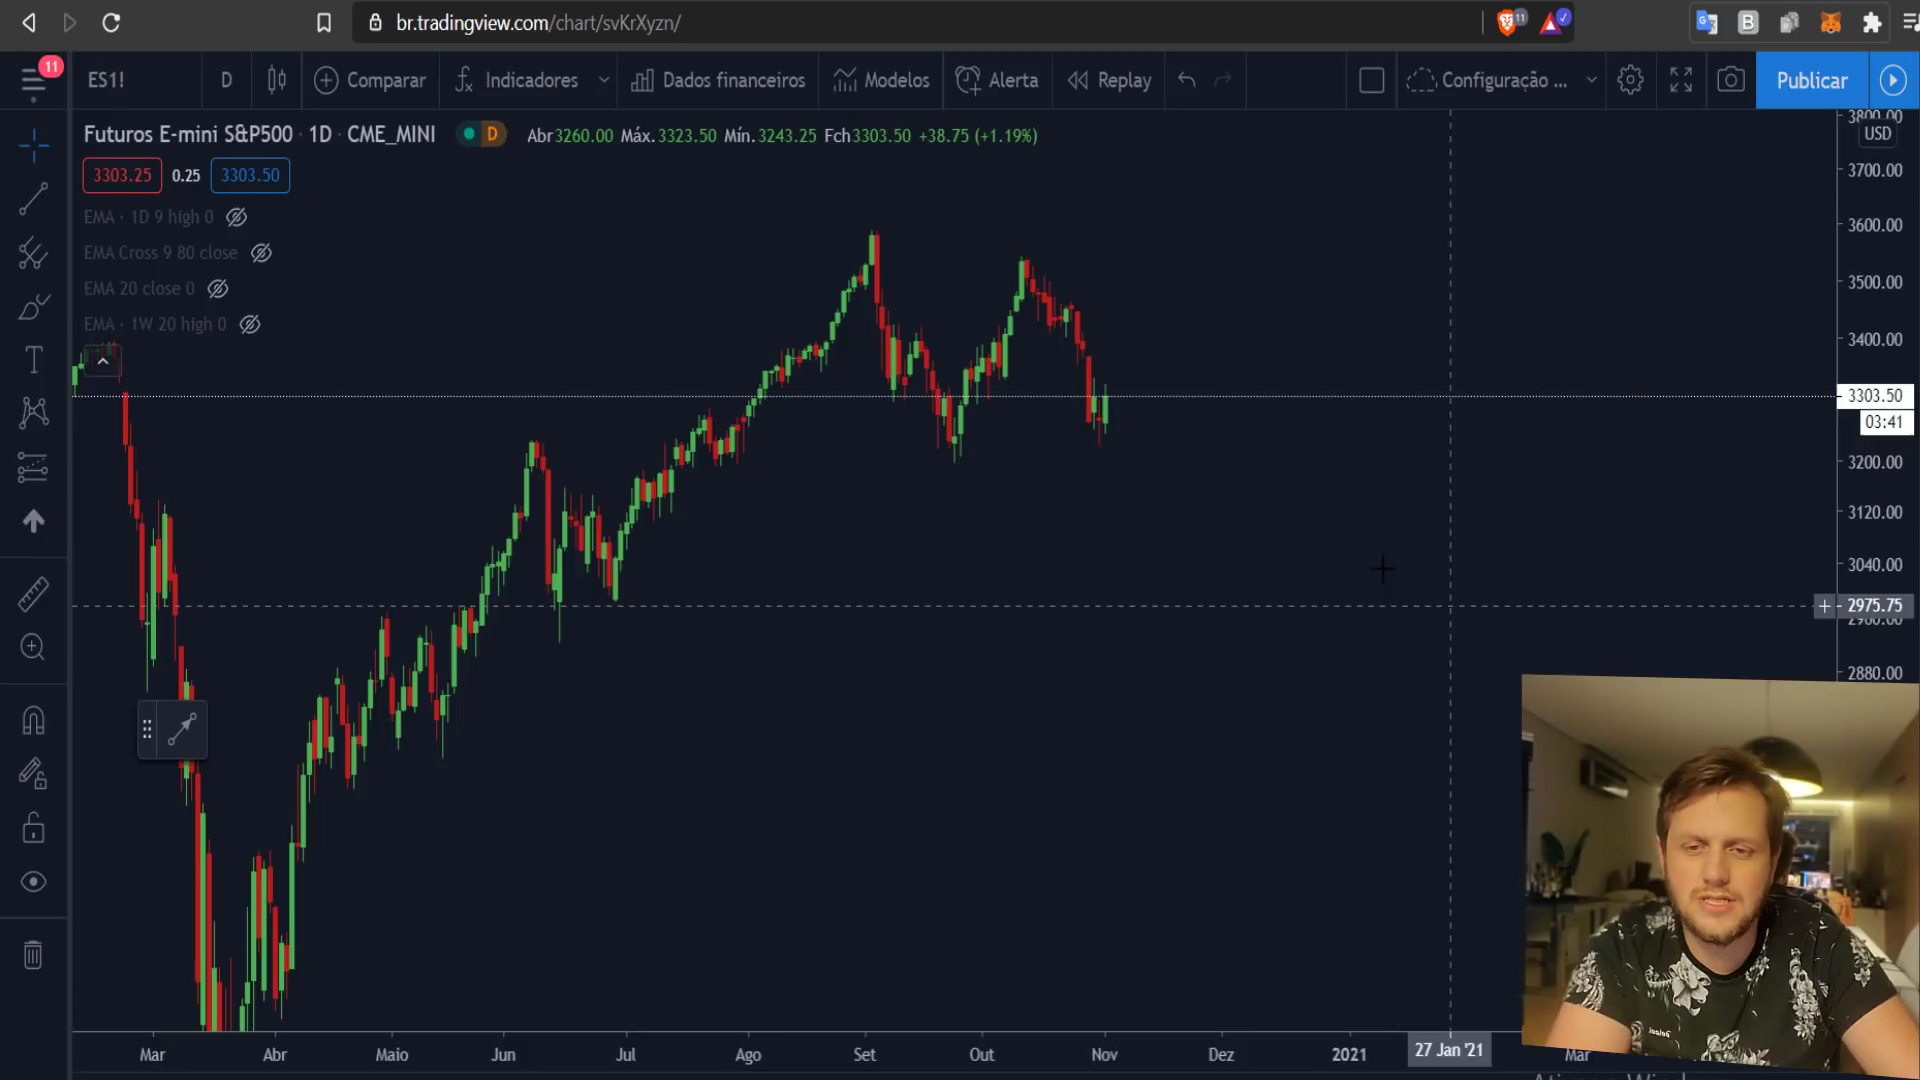 br.tradingview.com/chart/svKrXyzn/
11
B
11
ES1!
D
Comparar
Indicadores
Dados financeiros
Modelos
Alerta
Replay
Configuração ...
Publicar
Futuros E-mini S&P500 · 1D · CME_MINI
D
Abr3260.00 Máx.3323.50 Mín.3243.25 Fch3303.50 +38.75 (+1.19%)
3303.25
0.25
3303.50
EMA · 1D 9 high 0
EMA Cross 9 80 close
EMA 20 close 0
EMA · 1W 20 high 0
3800.00
USD
3700.00
3600.00
3500.00
3400.00
3303.50
03:41
3200.00
3120.00
3040.00
2975.75
2960.00
2880.00
Mar
Abr
Maio
Jun
Jul
Ago
Set
Out
Nov
Dez
2021
27 Jan '21
Mar